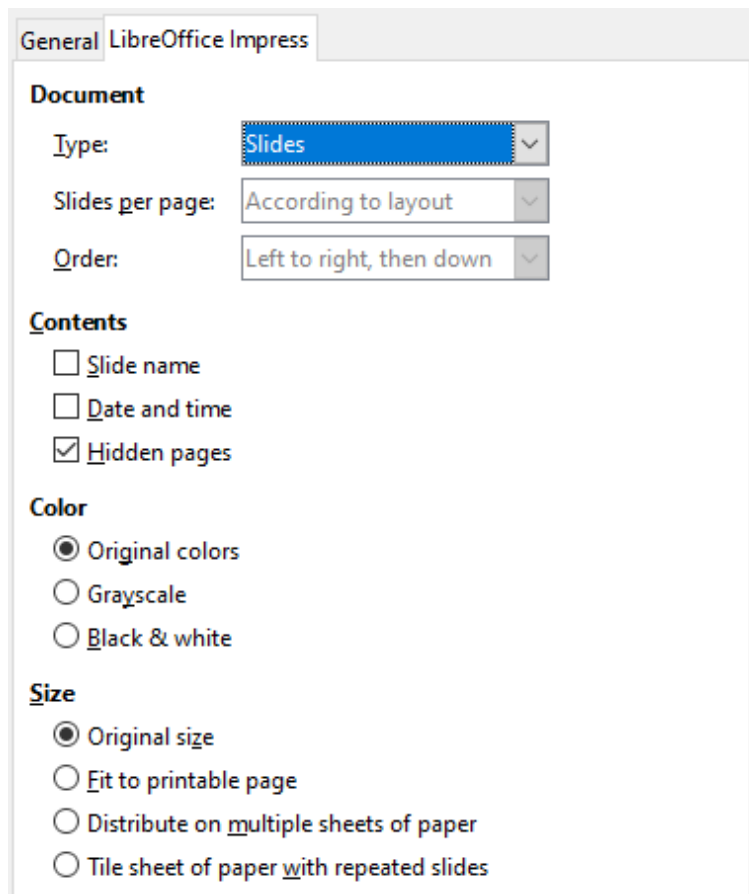 General LibreOffice Impress
Document
Type: Slides
Slides per page: According to layout
Order: Left to right, then down
Contents
Slide name
Date and time
Hidden pages
Color
Original colors
Grayscale
Black & white
Size
Original size
Fit to printable page
Distribute on multiple sheets of paper
Tile sheet of paper with repeated slides